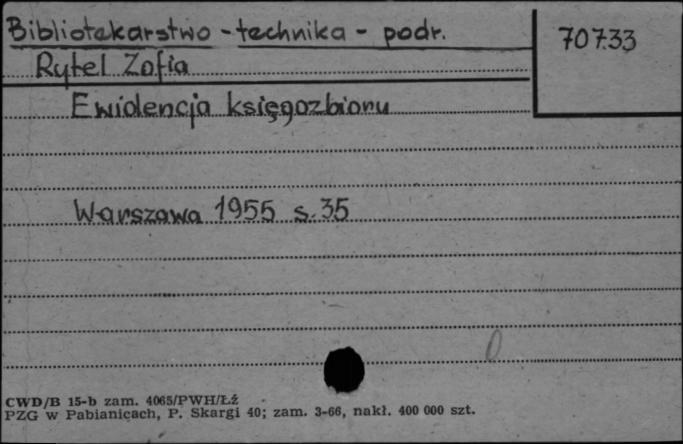 Bibliotekarstwo - technika - podr.
70733
Rytel Zofia
Ewidencja księgozbioru
Warszawa 1955 s. 35
0
CWD/B 15-b zam. 4065/PWH/Łź
PZG w Pabianicach, P. Skargi 40; zam. 3-66, nakł. 400 000 szt.